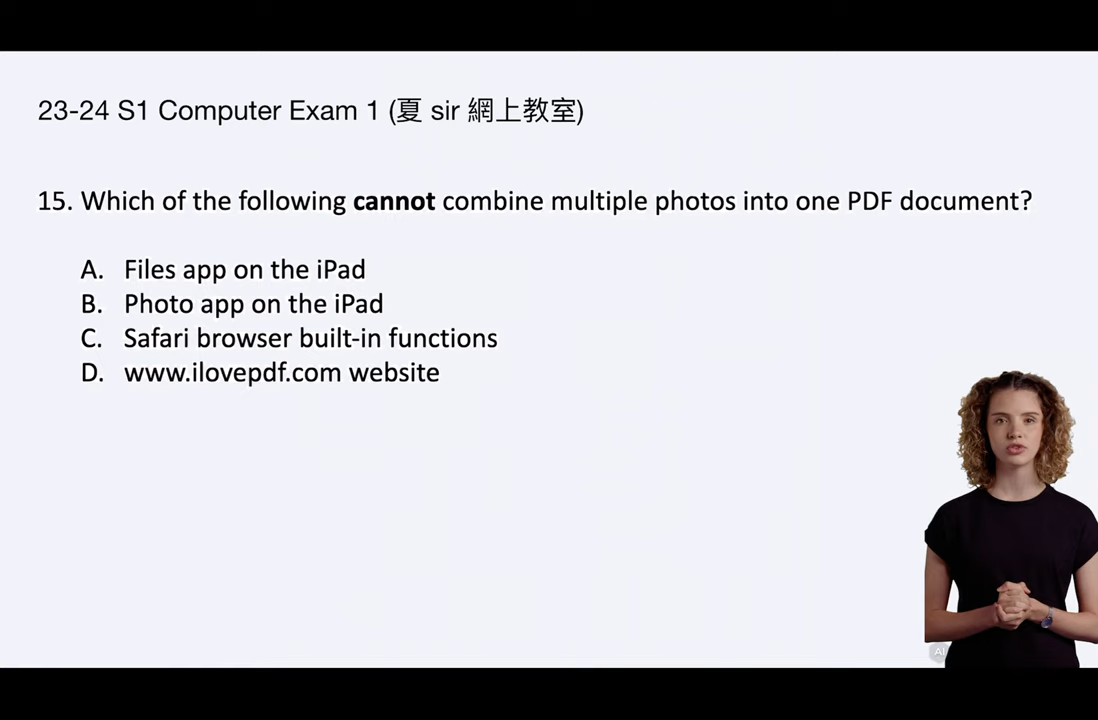 23-24 S1 Computer Exam 1 (夏 sir 網上教室)
15. Which of the following cannot combine multiple photos into one PDF document?
A. Files app on the iPad
B. Photo app on the iPad
C. Safari browser built-in functions
D. www.ilovepdf.com website
AI